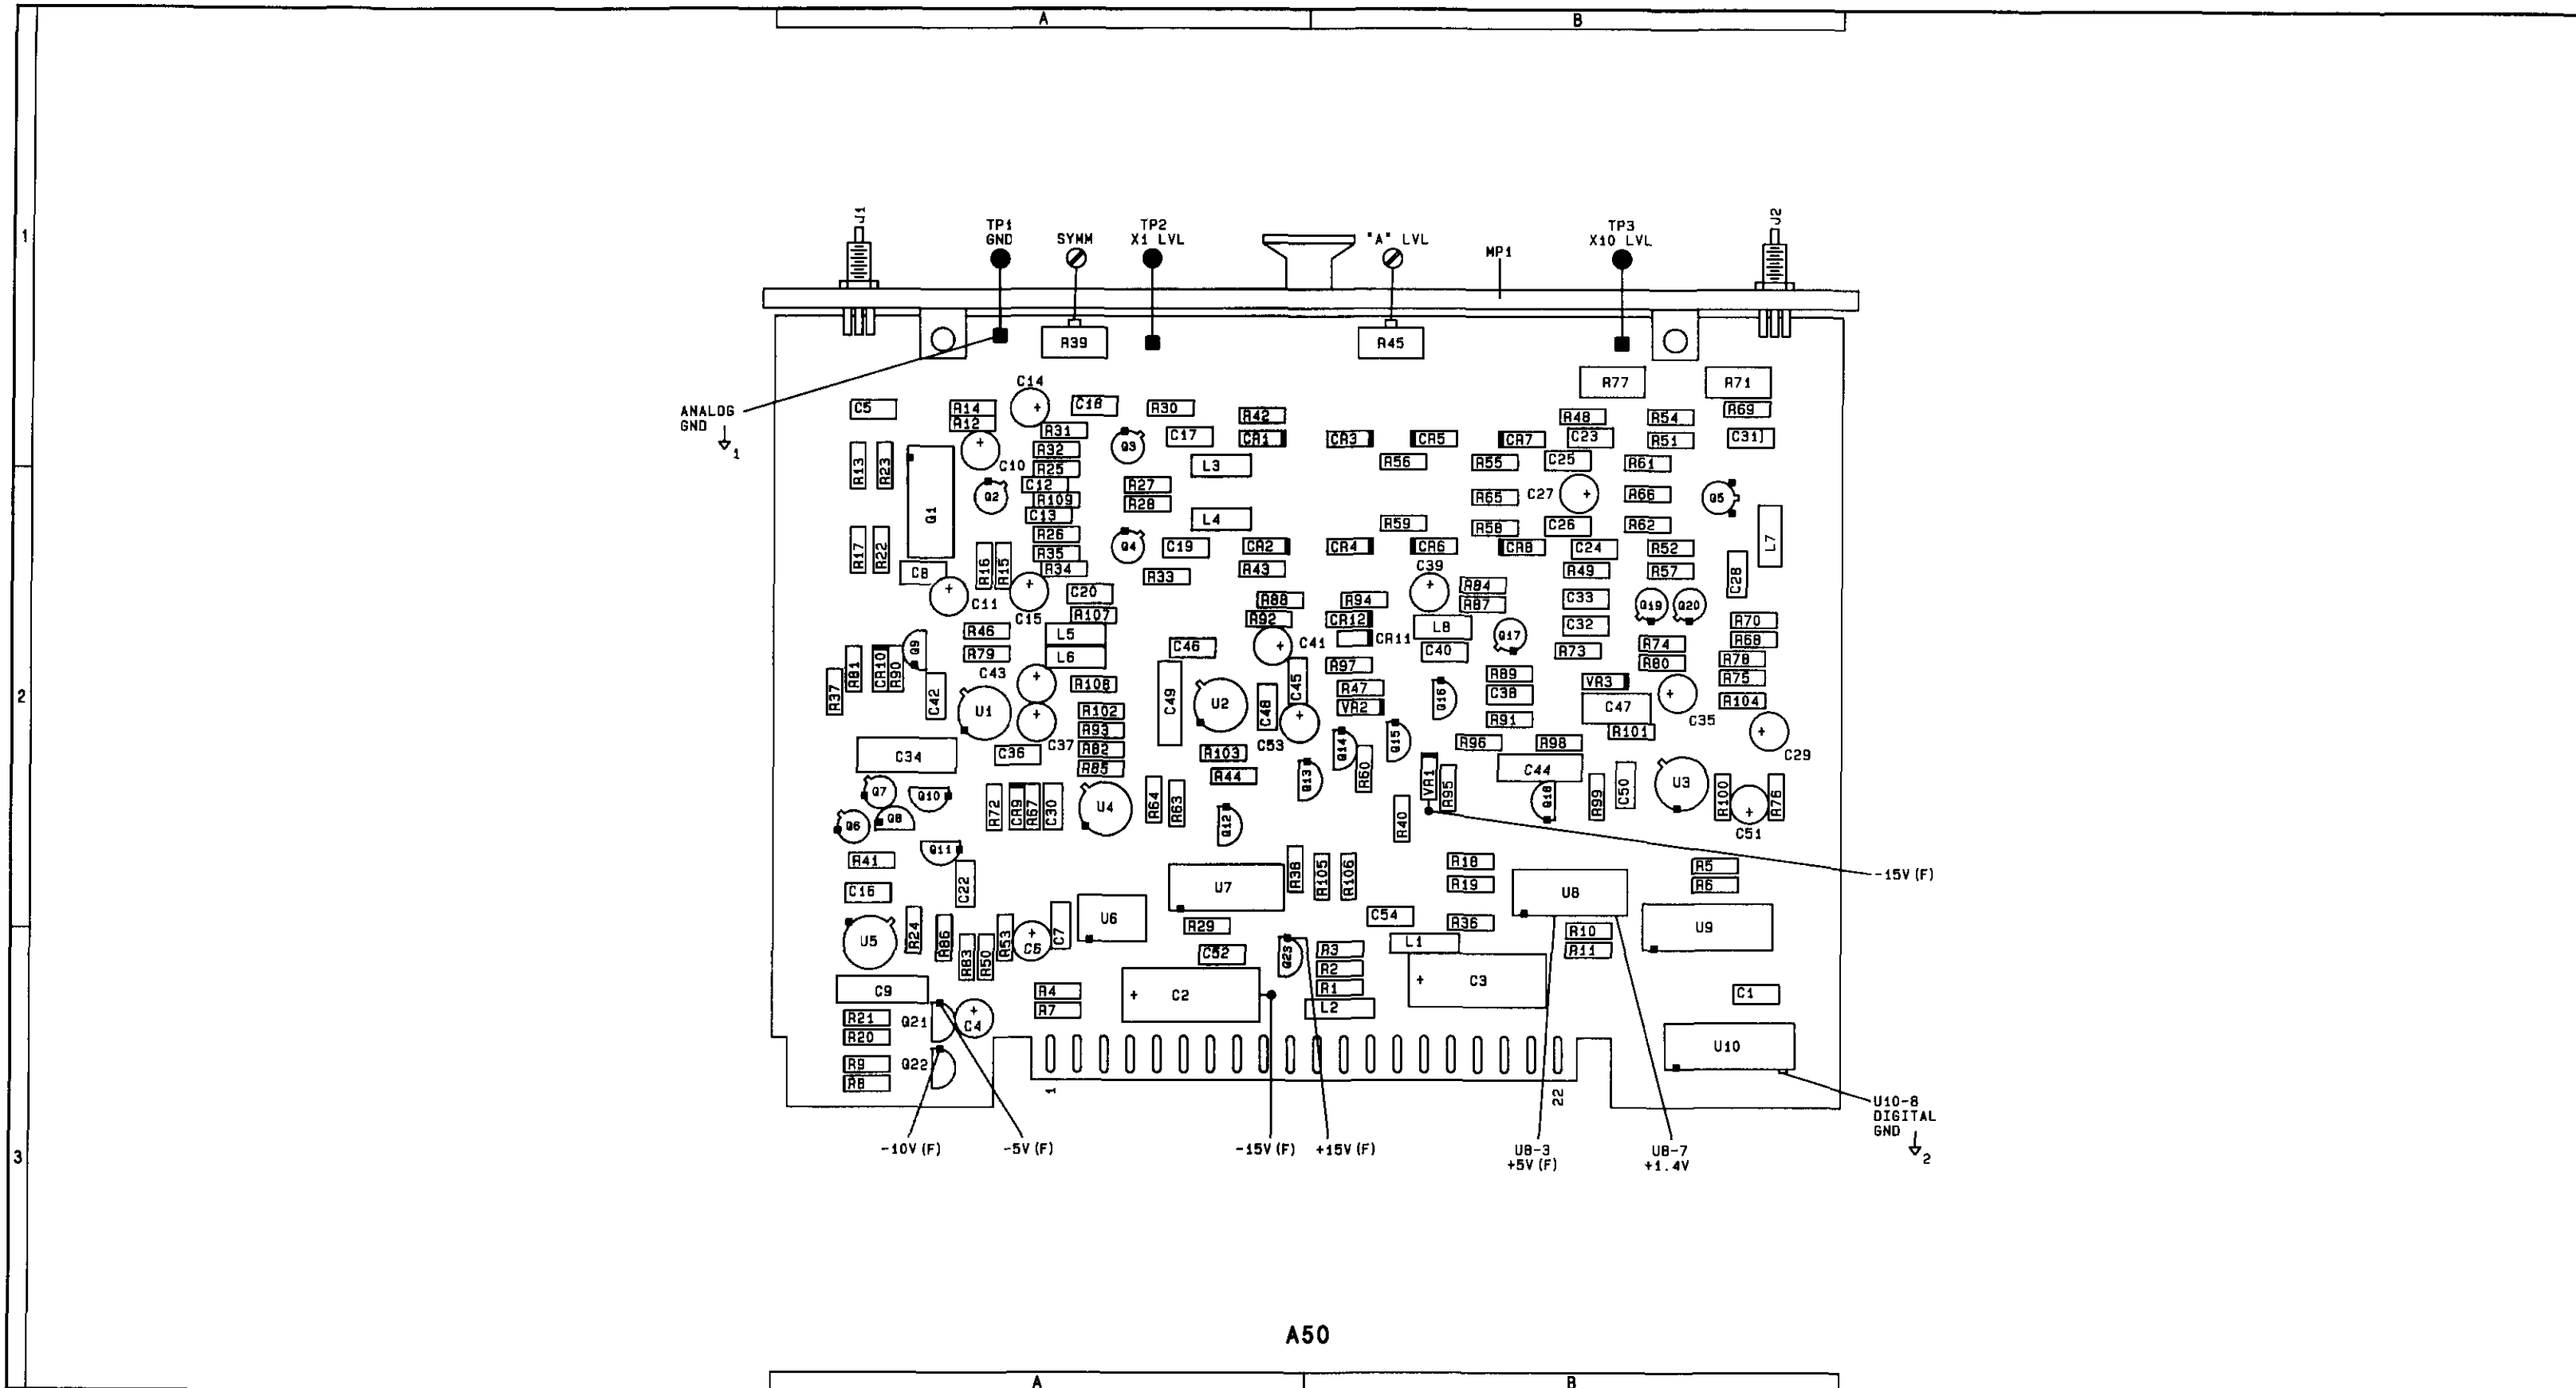 A B
1
J1
TP1
GND
SYMM
TP2
X1 LVL
"A" LVL
MP1
TP3
X10 LVL
J2
R39
R45
R77
R71
ANALOG
GND
1
C14
C5
R14
R12
C18
R30
R42
R48
R54
R69
R31
Q3
C17
CR1
CR3
CR5
CR7
C23
R51
C31
R13
R23
C10
R32
R25
L3
R56
R55
C25
R61
Q1
Q2
C12
R109
C13
R27
R28
R65
C27
R66
Q5
L4
R59
R58
C26
R62
L7
R17
R22
R16
R15
R26
R35
R34
Q4
C19
CR2
CR4
CR6
CR8
C24
R52
C8
R33
R43
C39
R49
R57
C28
C11
C15
C20
R107
R88
R92
R94
CR12
CR11
R84
R87
C33
Q19
Q20
R46
L5
L8
Q17
C32
R70
R68
2
R37
R81
CR10
R90
Q9
R79
L6
C46
C41
R97
C40
R73
R74
R80
R78
R75
C42
C43
R108
C49
U2
C48
C45
R47
VR2
Q16
R89
C38
VR3
C47
C35
R104
U1
C37
R102
R93
R82
R85
C53
Q14
Q15
R91
R101
C29
C34
C36
R103
R44
Q13
R60
VR1
R95
R96
R98
C44
U3
Q7
Q10
R72
CR9
R67
C30
U4
R64
R63
Q12
R40
Q18
R99
C50
R100
C51
R76
Q6
Q8
R41
Q11
C22
R38
R105
R106
R18
R19
R5
R6
-15V (F)
C16
U6
U7
U8
U9
U5
R24
R86
R83
R50
R53
C6
C7
R29
C52
Q23
C54
R36
L1
R10
R11
R3
R2
R1
L2
C9
R4
R7
C2
C3
C1
R21
R20
Q21
C4
R9
R8
Q22
U10
1
22
3
-10V (F)
-5V (F)
-15V (F)
+15V (F)
U8-3
+5V (F)
U8-7
+1.4V
U10-8
DIGITAL
GND
2
A50
A B